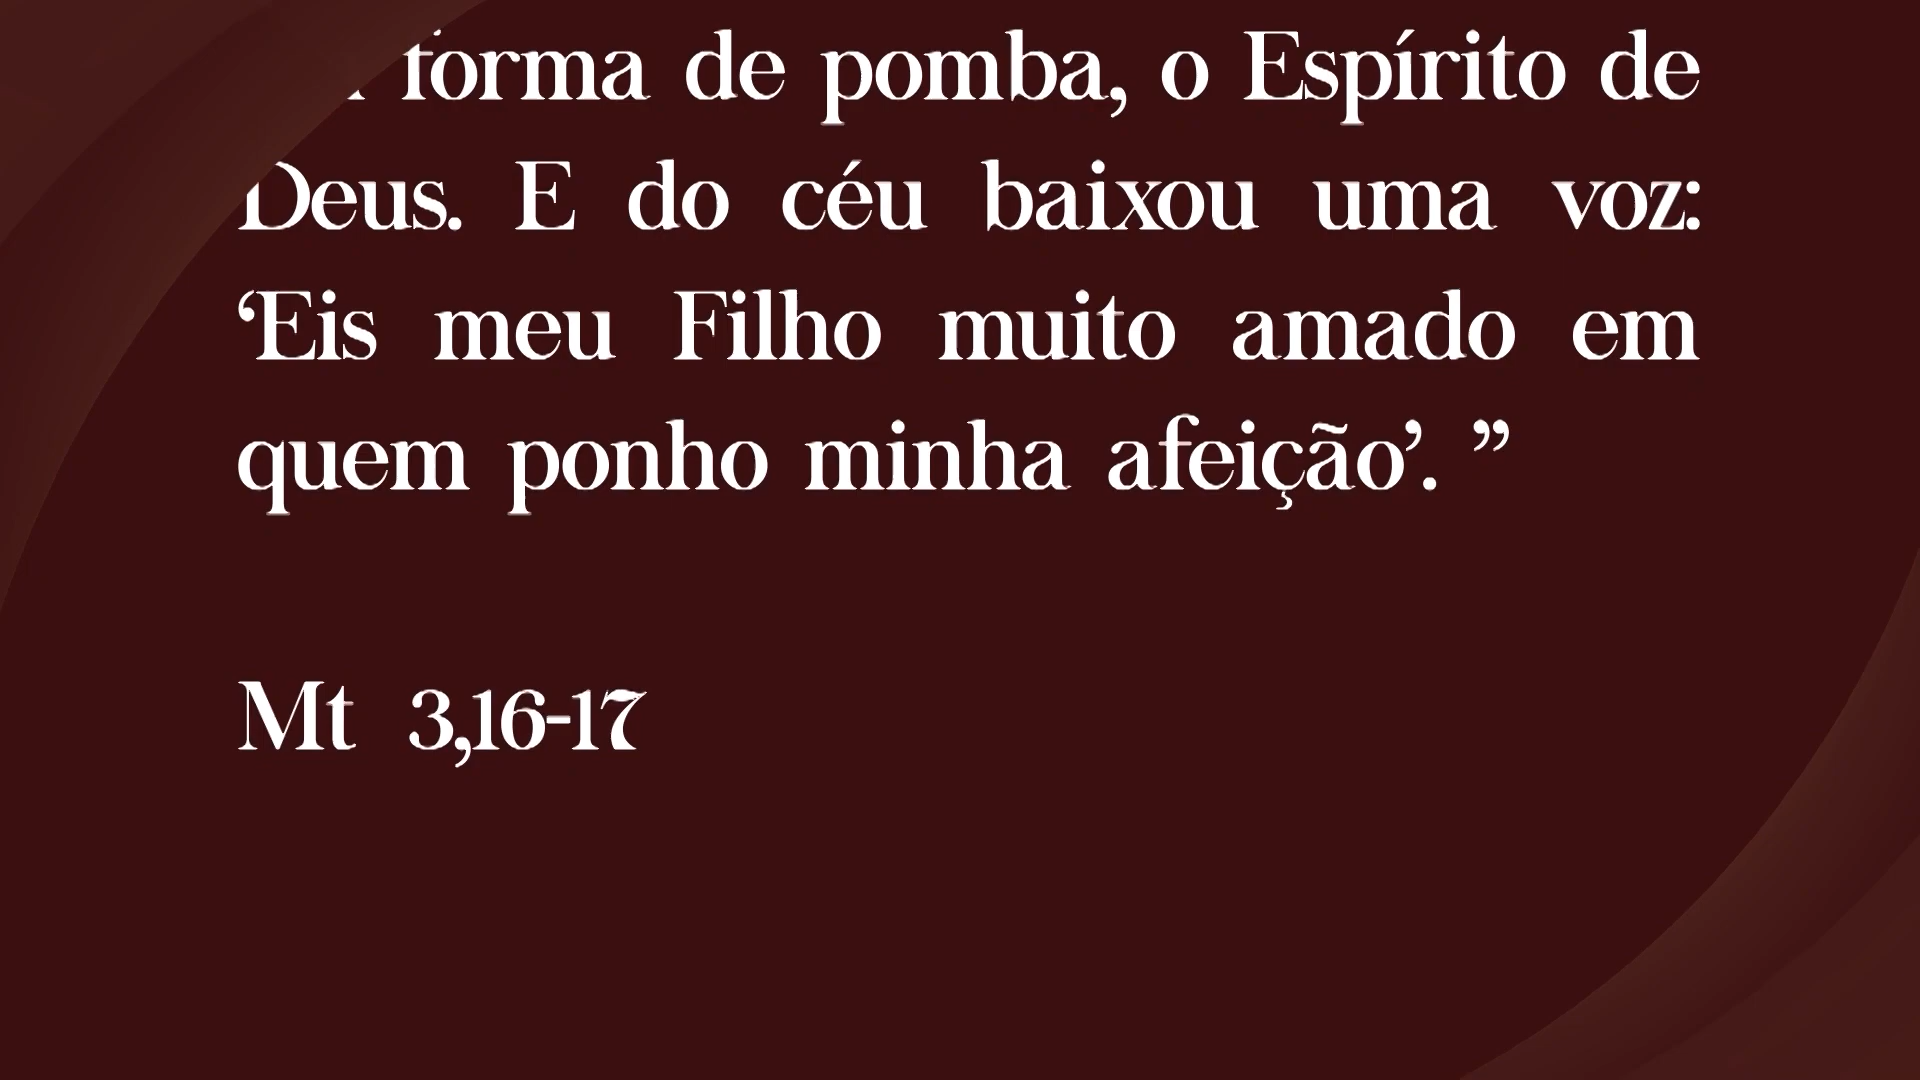 forma de pomba, o Espírito de
Deus. E do céu baixou uma voz:
‘Eis meu Filho muito amado em
quem ponho minha afeição’. ”
Mt 3,16-17